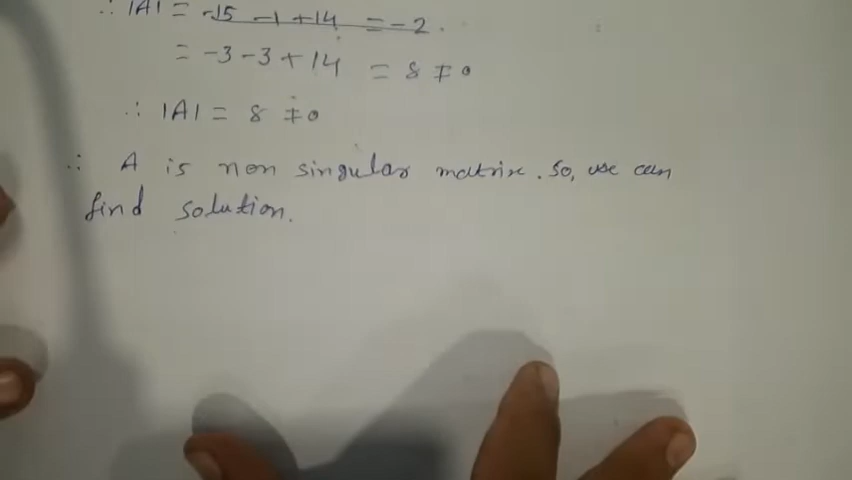 ∴ |A| = -15 -1 +14 = -2.
= -3 -3 + 14 = 8 ≠ 0
∴ |A| = 8 ≠ 0
∴ A is non singular matrix. So, we can
find solution.